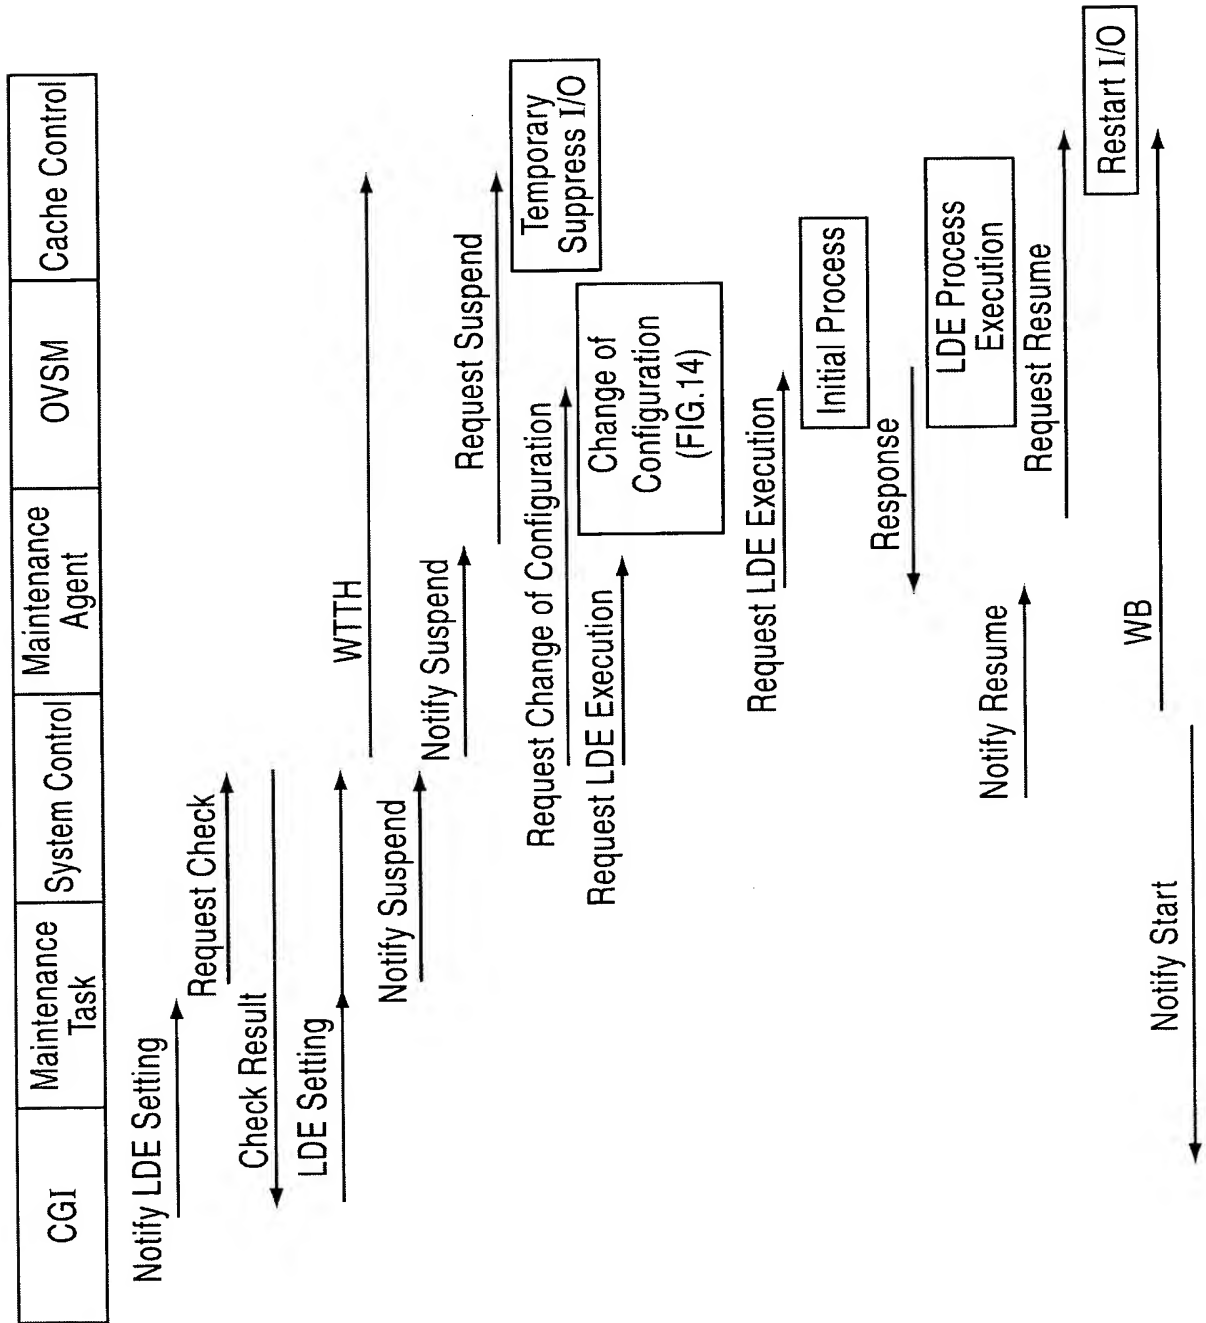 CGI
Maintenance
Task
System Control
Maintenance
Agent
OVSM
Cache Control
Notify LDE Setting
Request Check
Check Result
LDE Setting
WTTH
Notify Suspend
Notify Suspend
Request Suspend
Temporary
Suppress I/O
Request Change of Configuration
Request LDE Execution
Change of
Configuration
(FIG.14)
Request LDE Execution
Initial Process
Response
LDE Process
Execution
Notify Resume
Request Resume
Restart I/O
WB
Notify Start